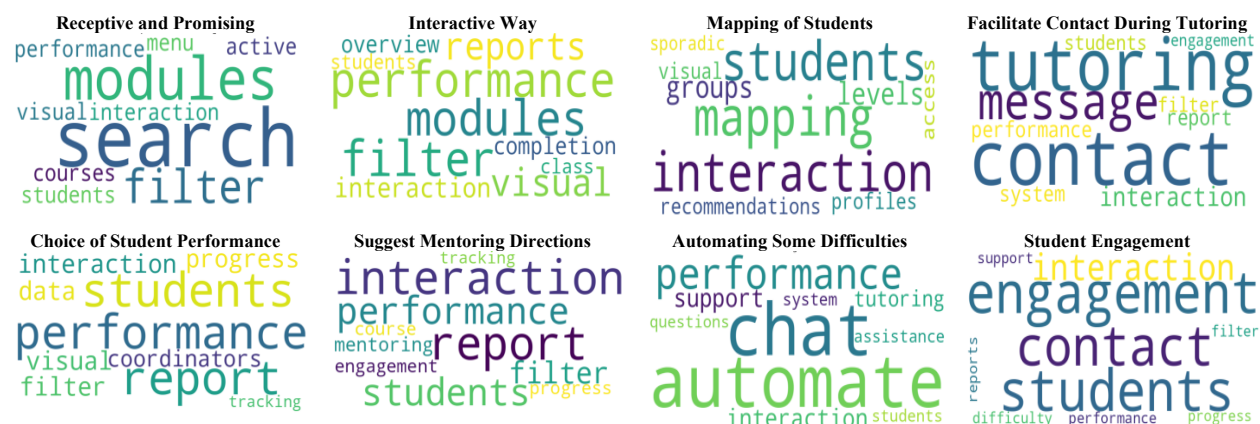 Receptive and Promising
performance menu active
modules
visual interaction
search
courses
students filter
Interactive Way
overview reports
students
performance
modules
filter completion
class
interaction visual
Mapping of Students
sporadic
visual students
groups levels
access
mapping
interaction
recommendations profiles
Facilitate Contact During Tutoring
students engagement
tutoring
message filter
report
performance
contact
system interaction
Choice of Student Performance
interaction progress
data students
performance
visual coordinators
filter report
tracking
Suggest Mentoring Directions
tracking
interaction
performance
course
mentoring report
engagement filter
students progress
Automating Some Difficulties
performance
support system tutoring
questions chat assistance
automate
interaction students
Student Engagement
support interaction
engagement
contact filter
reports
students
difficulty performance progress